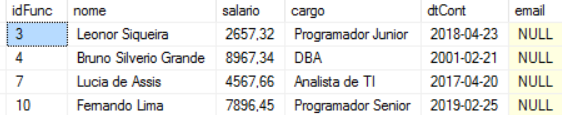 idFunc nome salario cargo dtCont email
3 Leonor Siqueira 2657,32 Programador Junior 2018-04-23 NULL
4 Bruno Silverio Grande 8967,34 DBA 2001-02-21 NULL
7 Lucia de Assis 4567,66 Analista de TI 2017-04-20 NULL
10 Fernando Lima 7896,45 Programador Senior 2019-02-25 NULL